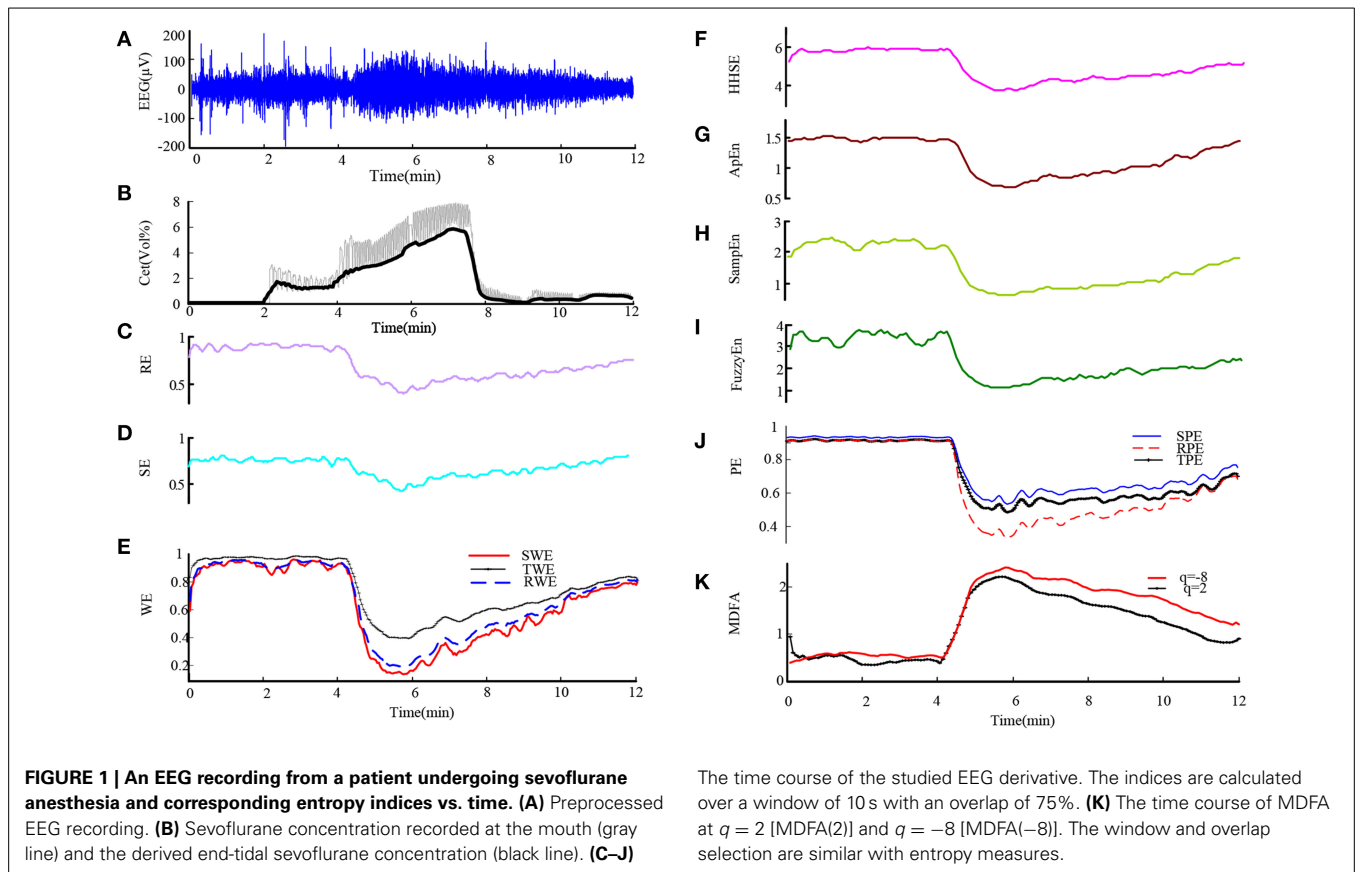 A
EEG(µV)
200
100
0
-100
-200
0 2 4 6 8 10 12
Time(min)
B
Cet(Vol%)
8
6
4
2
0
0 2 4 6 8 10 12
Time(min)
C
RE
1
0.5
D
SE
1
0.5
E
WE
1
0.8
0.6
0.4
0.2
SWE
TWE
RWE
0 2 4 6 8 10 12
Time(min)
F
HHSE
6
4
G
ApEn
1.5
1
0.5
H
SampEn
3
2
1
I
FuzzyEn
4
3
2
1
J
PE
1
0.8
0.6
0.4
SPE
RPE
TPE
K
MDFA
2
1
0
q=-8
q=2
0 2 4 6 8 10 12
Time(min)
FIGURE 1 | An EEG recording from a patient undergoing sevoflurane
anesthesia and corresponding entropy indices vs. time. (A) Preprocessed
EEG recording. (B) Sevoflurane concentration recorded at the mouth (gray
line) and the derived end-tidal sevoflurane concentration (black line). (C–J)
The time course of the studied EEG derivative. The indices are calculated
over a window of 10 s with an overlap of 75%. (K) The time course of MDFA
at q = 2 [MDFA(2)] and q = −8 [MDFA(−8)]. The window and overlap
selection are similar with entropy measures.